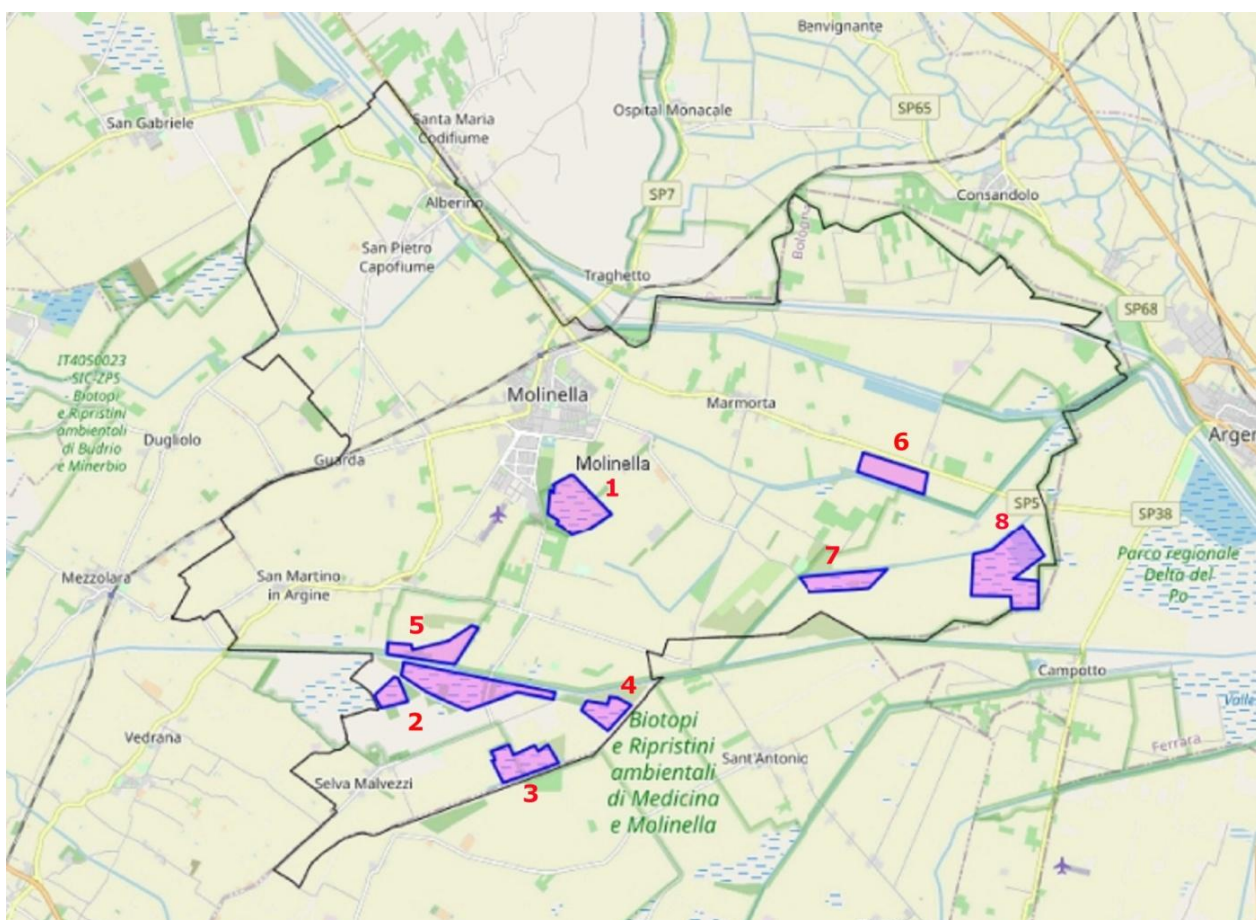 Benvignante
Ospital Monacale
SP65
San Gabriele
Santa Maria
Codifiume
SP7
Consandolo
Alberino
San Pietro
Capofiume
Bologna
Traghetto
SP68
IT4050023
-SIC-ZPS
- Biotopi
e Ripristini
ambientali
di Budrio
e Minerbio
Molinella
Marmorta
Dugliolo
Argen
Guarda
6
Molinella
1
SP5
SP38
8
Parco regionale
Delta del
Po
7
Mezzolara
San Martino
in Argine
5
4
Campotto
2
Valle
Biotopi
e Ripristini
ambientali
di Medicina
e Molinella
Vedrana
Ferrara
Sant'Antonio
Selva Malvezzi
3